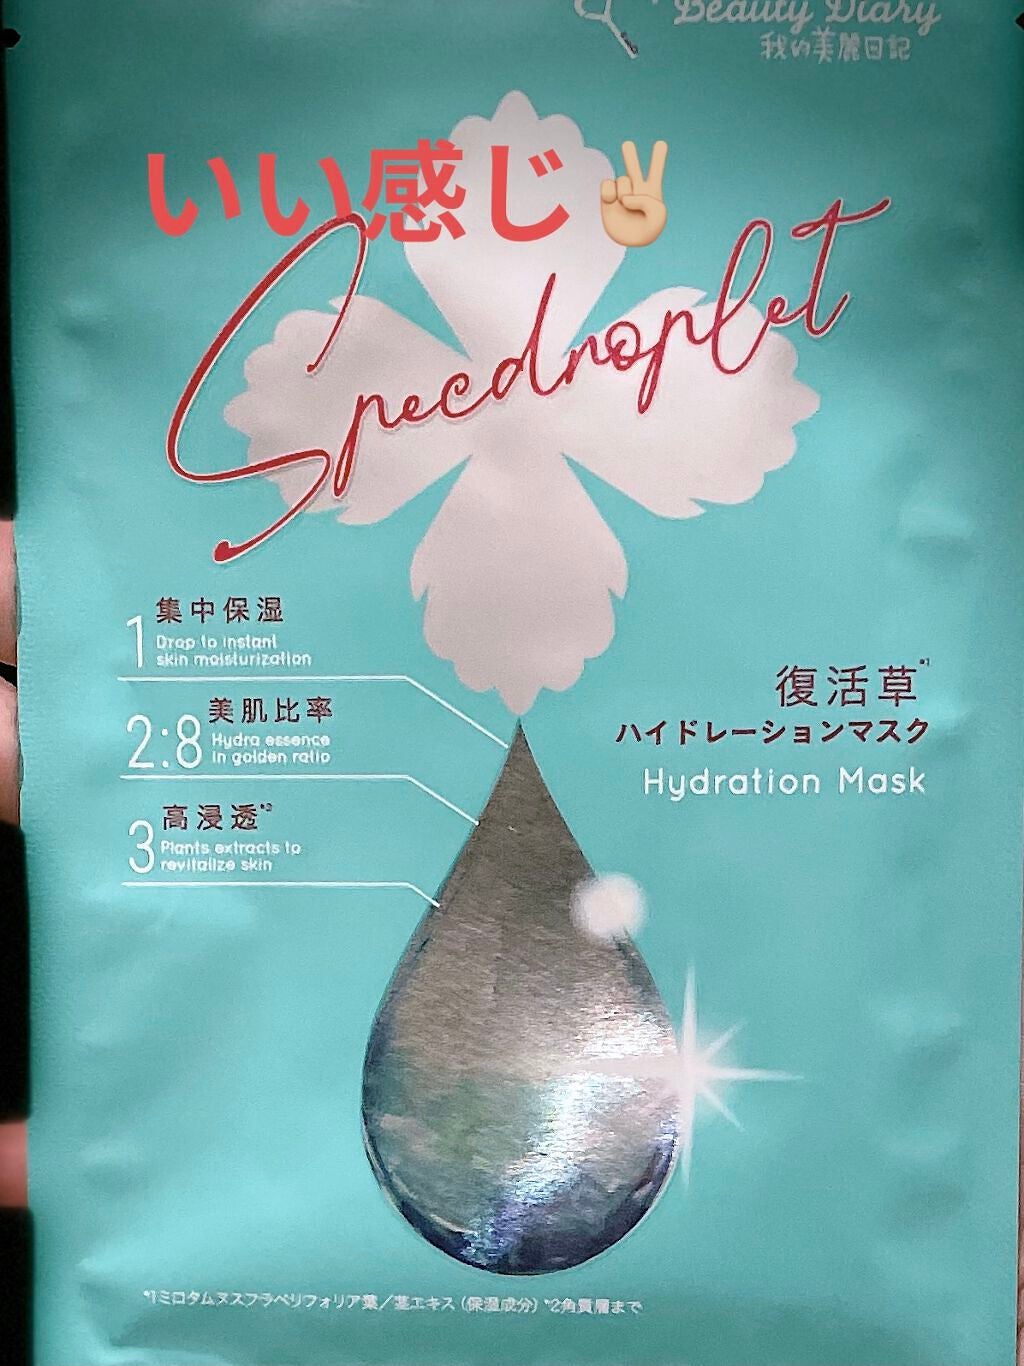 Beauty Diary
我的美麗日記
いい感じ✌🏼
Specdroplet
1 集中保湿
Drop to instant
skin moisturization
2:8 美肌比率
Hydra essence
in golden ratio
3 高浸透*2
Plants extracts to
revitalize skin
復活草*1
ハイドレーションマスク
Hydration Mask
*1ミロタムヌスフラベリフォリア葉/茎エキス(保湿成分) *2角質層まで